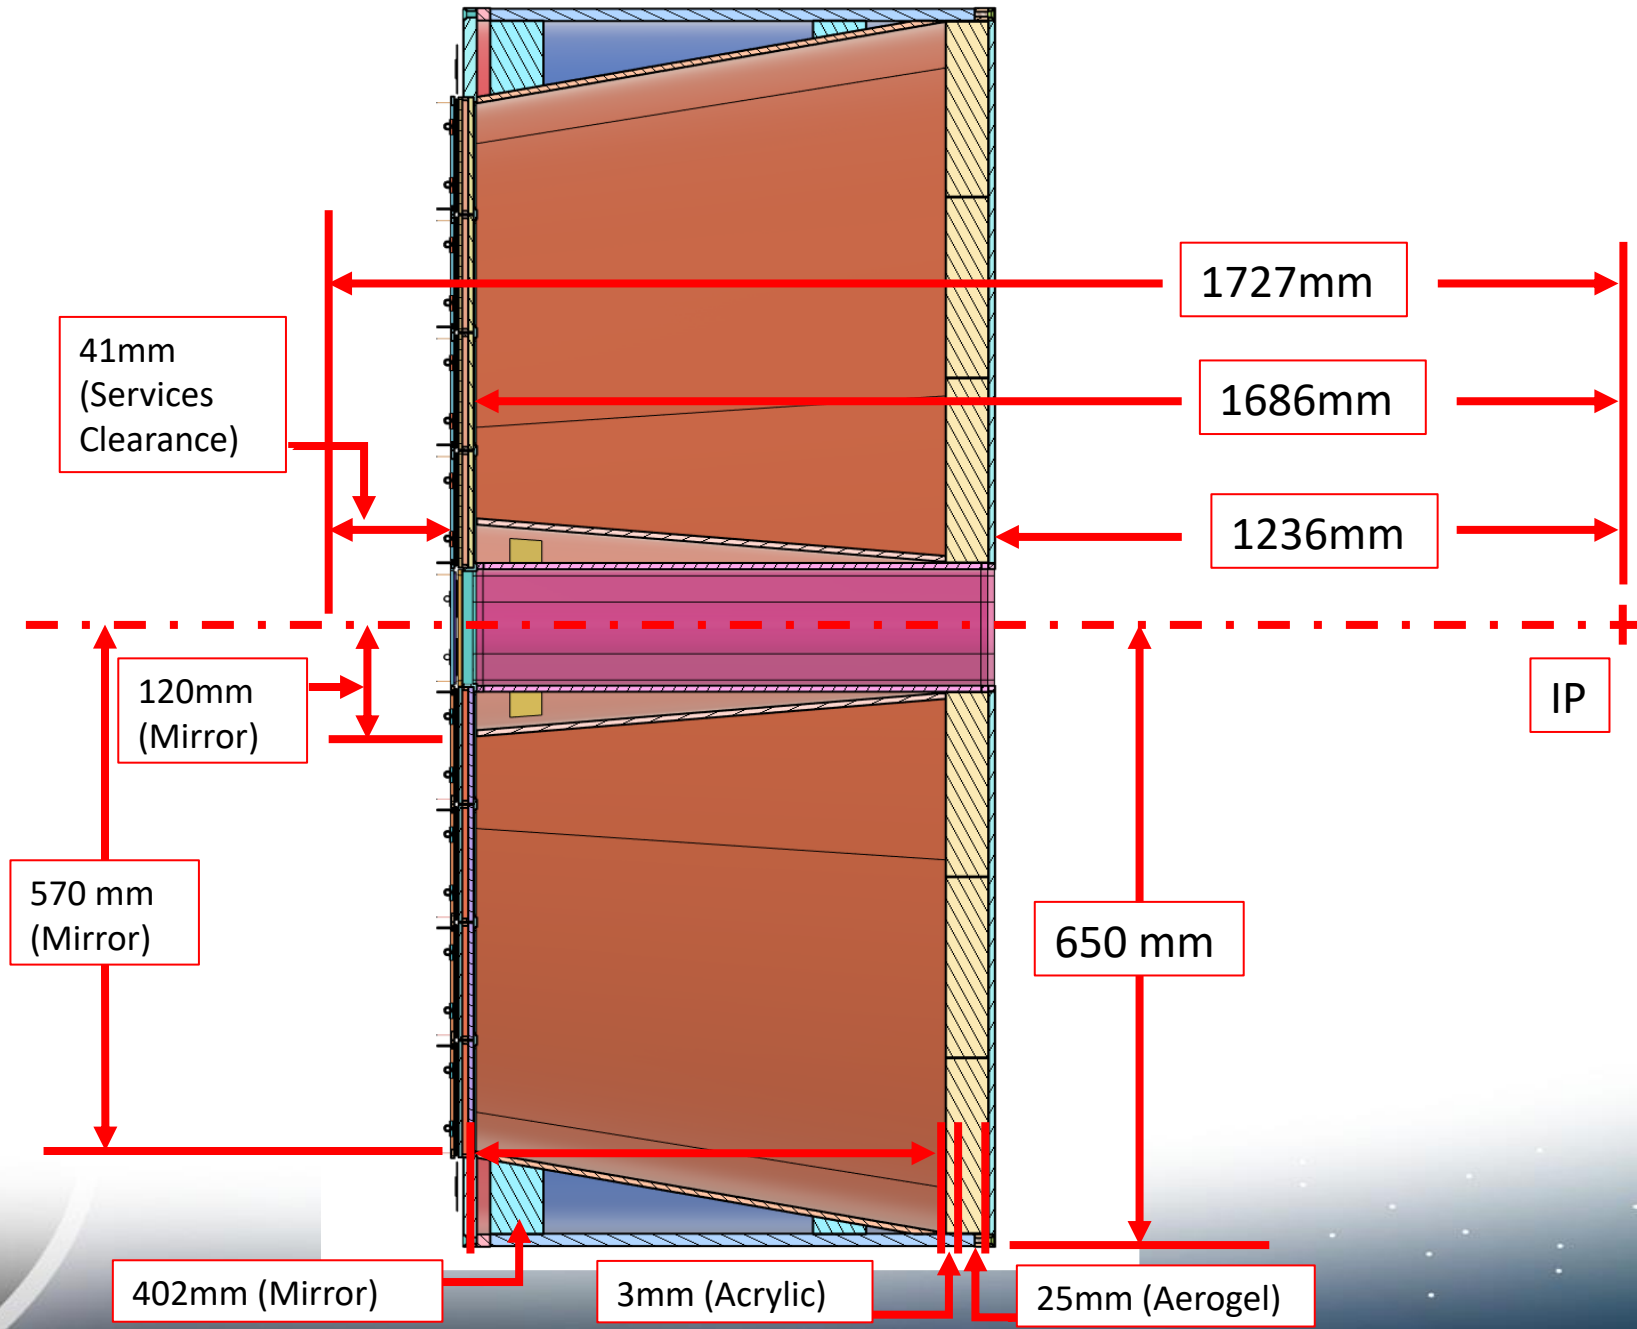 1727mm
41mm
(Services
Clearance)
1686mm
1236mm
120mm
(Mirror)
IP
570 mm
(Mirror)
650 mm
402mm (Mirror)
3mm (Acrylic)
25mm (Aerogel)